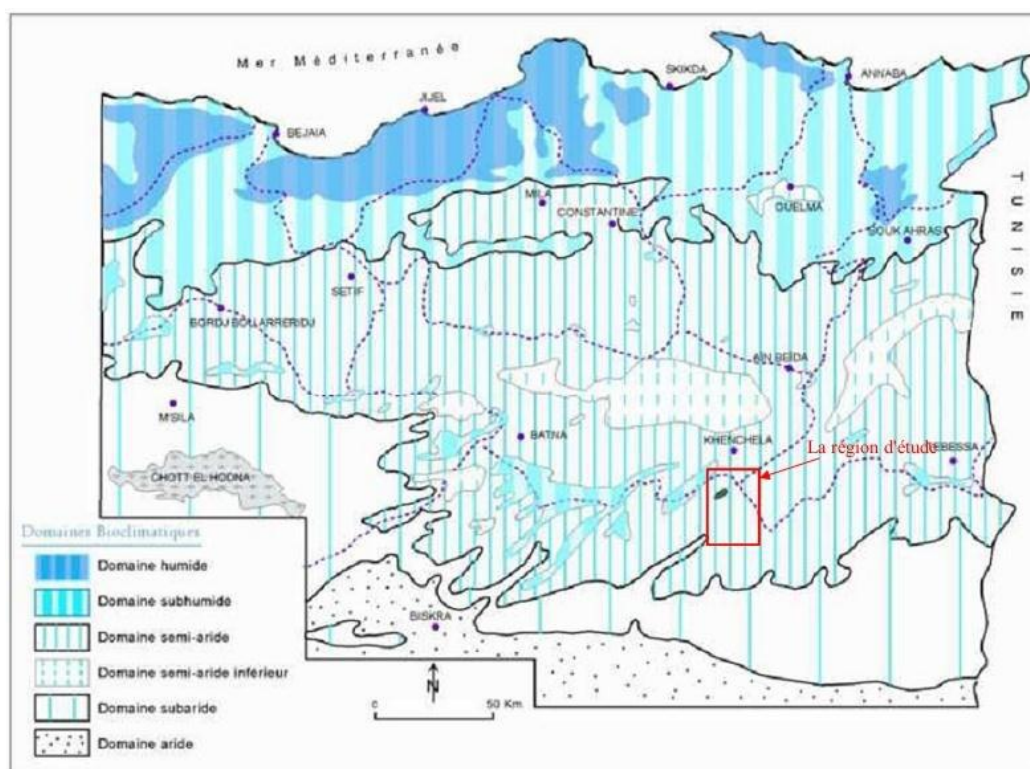 Mer Méditerranée
SKIKDA
ANNABA
JIJEL
BEJAIA
TUNISIE
MILA
CONSTANTINE
GUELMA
SOUK AHRAS
SETIF
BORDJ BOU ARRERIDJ
AIN BEIDA
M'SILA
BATNA
KHENCHELA
La région d'étude
TEBESSA
CHOTT EL HODNA
Domaines Bioclimatiques
Domaine humide
Domaine subhumide
Domaine semi-aride
Domaine semi-aride inférieur
Domaine subaride
Domaine aride
BISKRA
N
0 50 Km